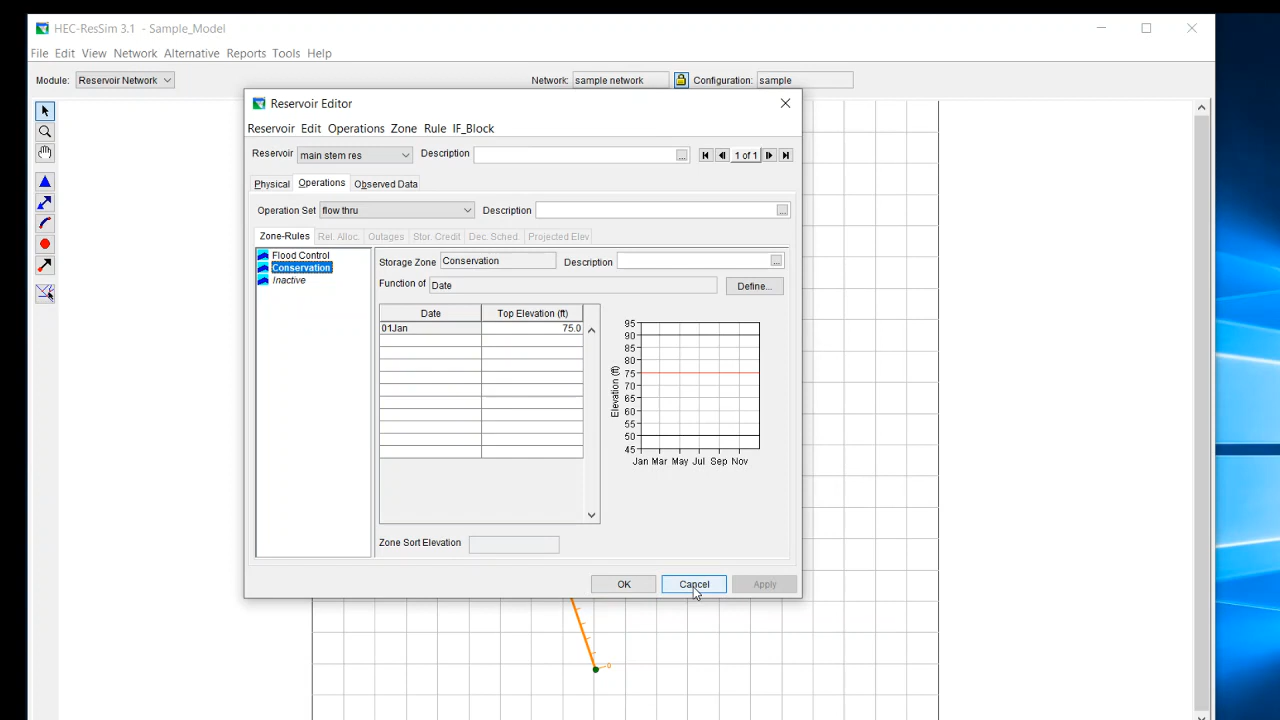 HEC-ResSim 3.1 - Sample_Model
File Edit View Network Alternative Reports Tools Help
Module: Reservoir Network Network: sample network Configuration: sample
Reservoir Editor
Reservoir Edit Operations Zone Rule IF_Block
Reservoir main stem res Description ... 1 of 1
Physical Operations Observed Data
Operation Set flow thru Description ...
Zone-Rules Rel. Alloc. Outages Stor. Credit Dec. Sched. Projected Elev
Flood Control
Conservation
Inactive
Storage Zone Conservation Description ...
Function of Date Define...
Date Top Elevation (ft)
01Jan 75.0
Elevation (ft)
95
90
85
80
75
70
65
60
55
50
45
Jan Mar May Jul Sep Nov
Zone Sort Elevation
OK Cancel Apply
0